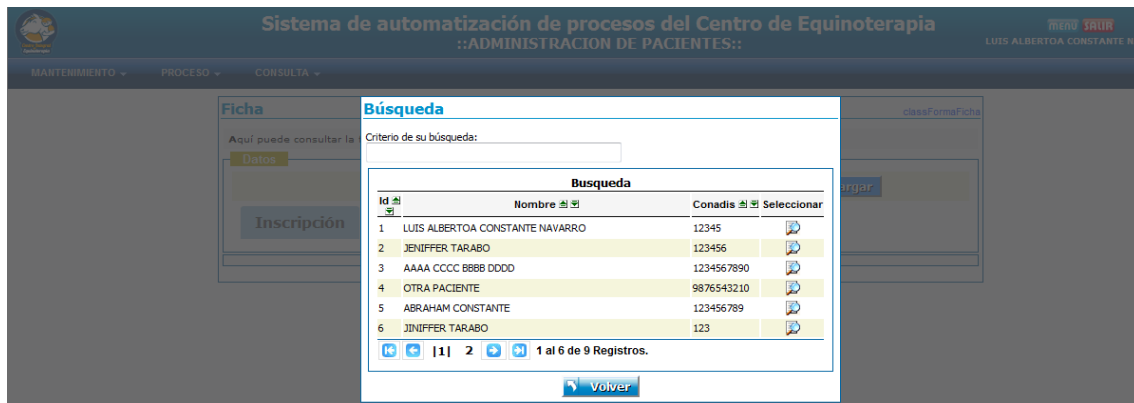 Sistema de automatización de procesos del Centro de Equinoterapia
::ADMINISTRACION DE PACIENTES::
MENU SALIR
LUIS ALBERTOA CONSTANTE N
MANTENIMIENTO PROCESO CONSULTA
Ficha
classFormaFicha
Aquí puede consultar la
Datos
argar
Inscripción
Búsqueda
Criterio de su búsqueda:
Busqueda
Id Nombre Conadis Seleccionar
1 LUIS ALBERTOA CONSTANTE NAVARRO 12345
2 JENIFFER TARABO 123456
3 AAAA CCCC BBBB DDDD 1234567890
4 OTRA PACIENTE 9876543210
5 ABRAHAM CONSTANTE 123456789
6 JINIFFER TARABO 123
|1| 2 1 al 6 de 9 Registros.
Volver